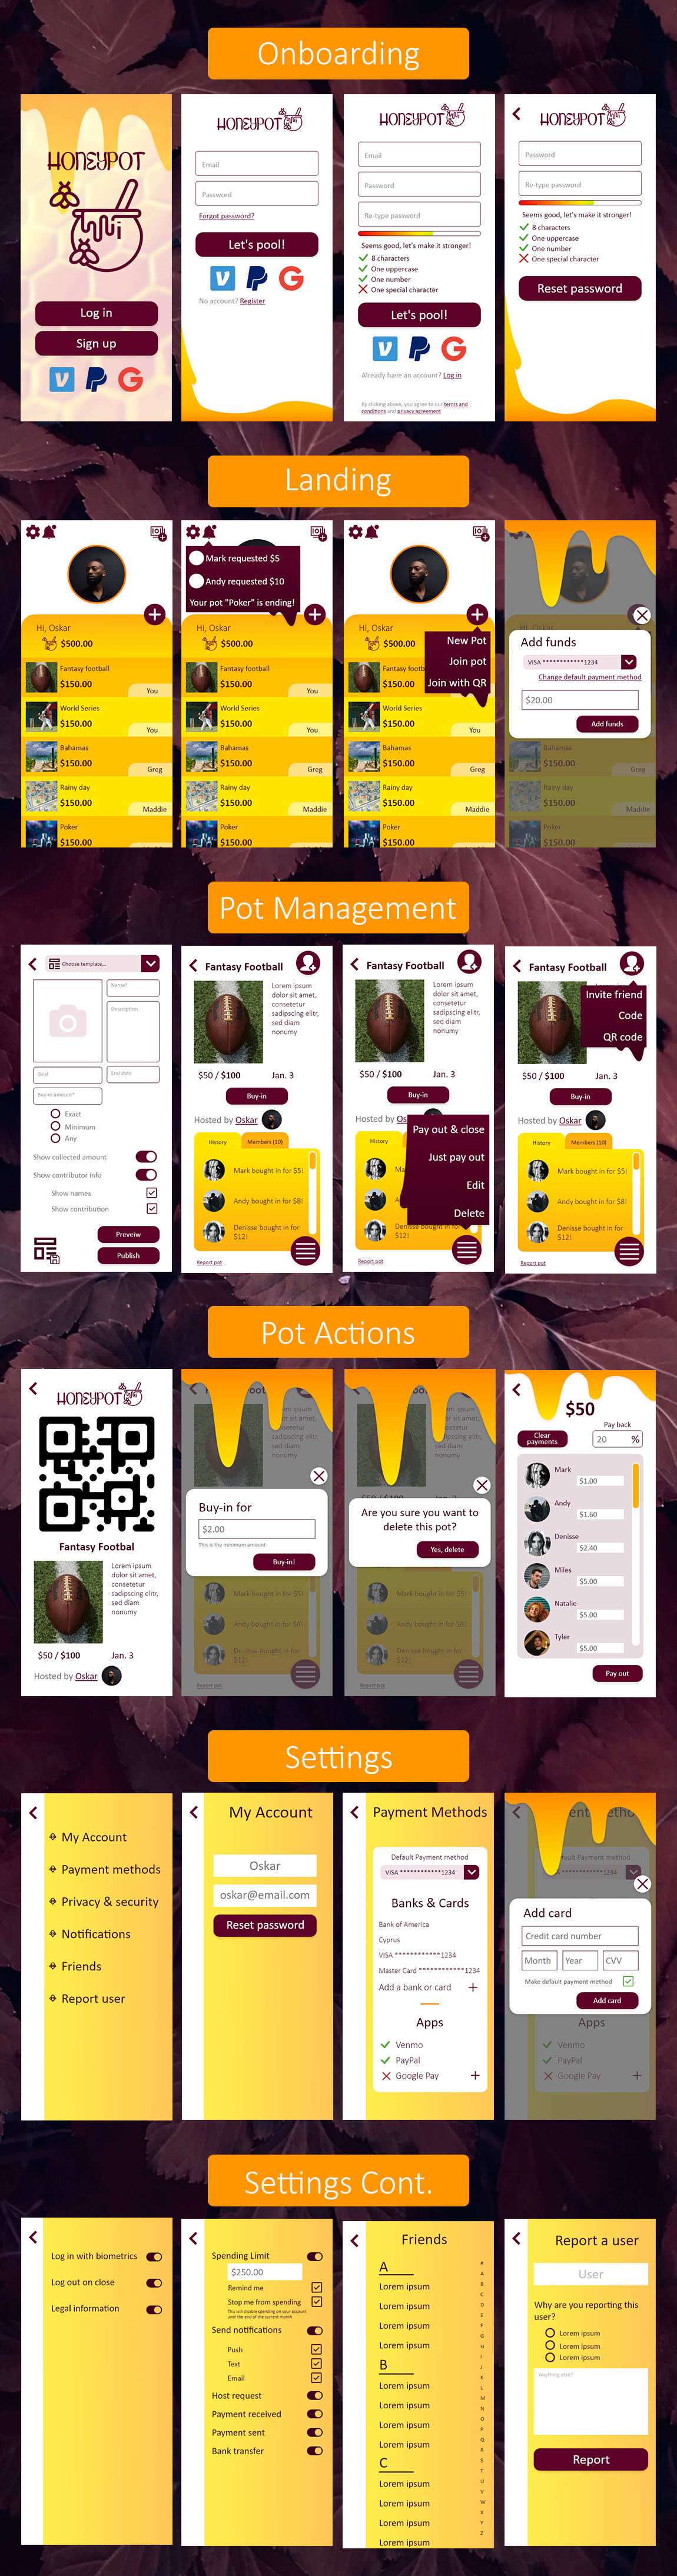 Onboarding
HONEYPOT
Log in
Sign up
HONEYPOT
Email
Password
Forgot password?
Let's pool!
No account? Register
HONEYPOT
Email
Password
Re-type password
Seems good, let's make it stronger!
8 characters
One uppercase
One number
One special character
Let's pool!
Already have an account? Log in
By clicking above, you agree to our terms and
conditions and privacy agreement
HONEYPOT
Password
Re-type password
Seems good, let's make it stronger!
8 characters
One uppercase
One number
One special character
Reset password
Landing
Hi, Oskar
$500.00
Fantasy football
$150.00
You
World Series
$150.00
You
Bahamas
$150.00
Greg
Rainy day
$150.00
Maddie
Poker
$150.00
Mark requested $5
Andy requested $10
Your pot "Poker" is ending!
Hi, Oskar
$500.00
Fantasy football
$150.00
You
World Series
$150.00
You
Bahamas
$150.00
Greg
Rainy day
$150.00
Maddie
Poker
$150.00
Hi, Oskar
$500.00
New Pot
Join pot
Join with QR
Fantasy footb
$150.00
World Series
$150.00
You
Bahamas
$150.00
Greg
Rainy day
$150.00
Maddie
Poker
$150.00
Hi, Oskar
Add funds
VISA ************1234
Change default payment method
$20.00
Add funds
Bahamas
$150.00
Greg
Rainy day
$150.00
Maddie
Poker
$150.00
Pot Management
Choose template...
Name*
Description
Goal
End date
Buy-in amount*
Exact
Minimum
Any
Show collected amount
Show contributor info
Show names
Show contribution
Preveiw
Publish
Fantasy Football
Lorem ipsum
dolor sit amet,
consetetur
sadipscing elitr,
sed diam
nonumy
$50 / $100
Jan. 3
Buy-in
Hosted by Oskar
History
Members (10)
Mark bought in for $5!
Andy bought in for $8!
Denisse bought in for
$12!
Report pot
Fantasy Football
Lorem ipsum
dolor sit amet,
consetetur
sadipscing elitr,
sed diam
nonumy
$50 / $100
Jan. 3
Buy-in
Hosted by Os
Pay out & close
Just pay out
Edit
Delete
History
Ma
A
Denisse bought in for
$12!
Report pot
Fantasy Football
Invite friend
Code
QR code
$50 / $100
Jan. 3
Buy-in
Hosted by Oskar
History
Members (10)
Mark bought in for $5!
Andy bought in for $8!
Denisse bought in for
$12!
Report pot
Pot Actions
HONEYPOT
Fantasy Footbal
Lorem ipsum
dolor sit amet,
consetetur
sadipscing elitr,
sed diam
nonumy
$50 / $100
Jan. 3
Hosted by Oskar
Buy-in for
$2.00
This is the minimum amount
Buy-in!
Mark bought in for $5!
Andy bought in for $8!
Denisse bought in for
$12!
Report pot
Are you sure you want to
delete this pot?
Yes, delete
Mark bought in for $5!
Andy bought in for $8!
Denisse bought in for
$12!
Report pot
$50
Pay back
Clear
payments
20 %
Mark
$1.00
Andy
$1.60
Denisse
$2.40
Miles
$5.00
Natalie
$5.00
Tyler
$5.00
Pay out
Settings
My Account
Payment methods
Privacy & security
Notifications
Friends
Report user
My Account
Oskar
oskar@email.com
Reset password
Payment Methods
Default Payment method
VISA ************1234
Banks & Cards
Bank of America
Cyprus
VISA ************1234
Master Card ************1234
Add a bank or card
Apps
Venmo
PayPal
Google Pay
Add card
Credit card number
Month
Year
CVV
Make default payment method
Add card
Apps
Venmo
PayPal
Google Pay
Settings Cont.
Log in with biometrics
Log out on close
Legal information
Spending Limit
$250.00
Remind me
Stop me from spending
This will disable spending on your account
until the end of the current month
Send notifications
Push
Text
Email
Host request
Payment received
Payment sent
Bank transfer
Friends
A
Lorem ipsum
Lorem ipsum
Lorem ipsum
Lorem ipsum
B
Lorem ipsum
Lorem ipsum
Lorem ipsum
Lorem ipsum
C
Lorem ipsum
Lorem ipsum
Lorem ipsum
Lorem ipsum
#
A
B
C
D
E
F
G
H
I
J
K
L
M
N
O
P
Q
R
S
T
U
V
W
X
Y
Z
Report a user
User
Why are you reporting this
user?
Lorem ipsum
Lorem ipsum
Lorem ipsum
Anything else?
Report